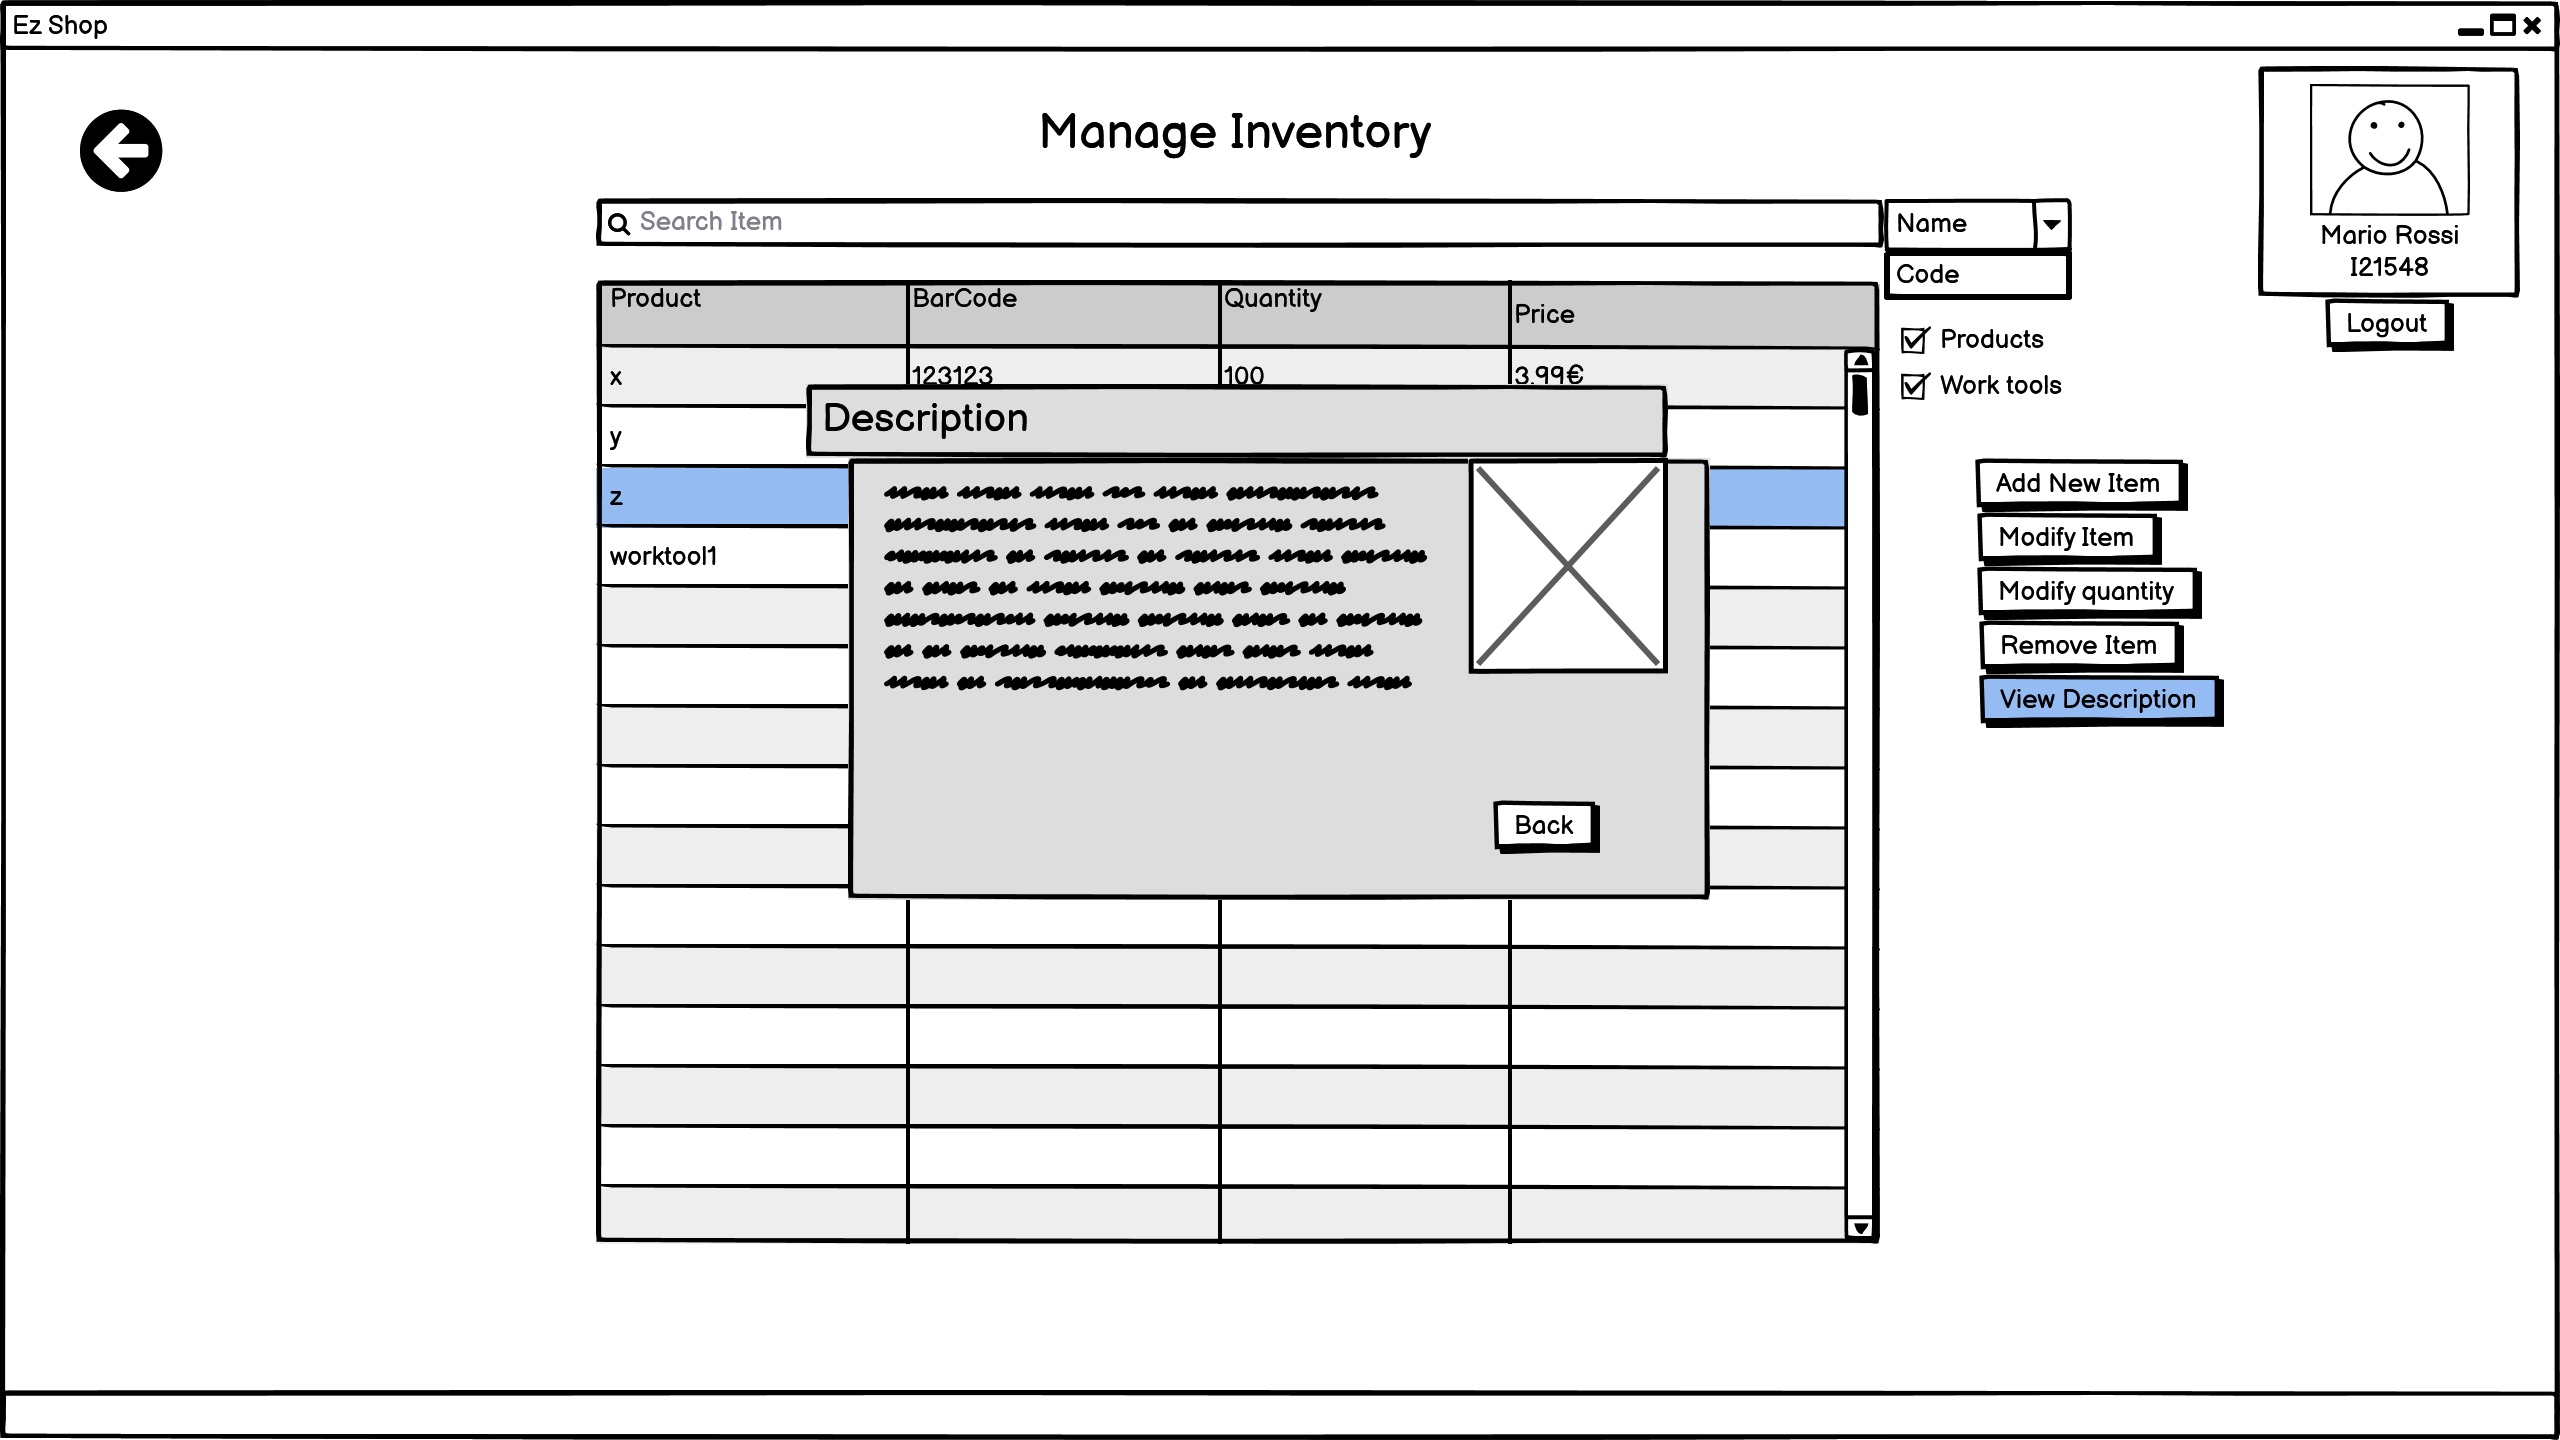 Ez Shop
Manage Inventory
Search Item
Name
Code
Mario Rossi
I21548
Logout
Products
Work tools
Product BarCode Quantity Price
x 123123 100 3.99€
y
z
worktool1
Description
Back
Add New Item
Modify Item
Modify quantity
Remove Item
View Description